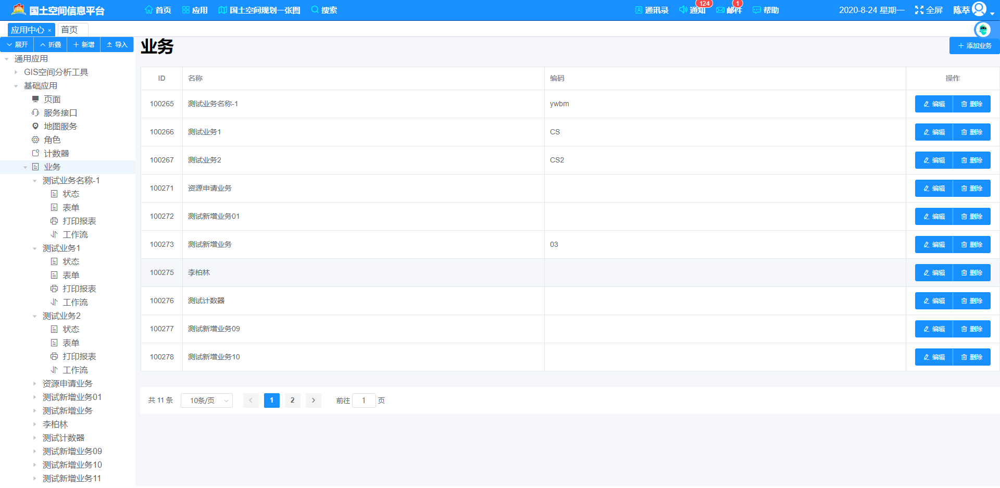 国土空间信息平台 首页 应用 国土空间规划一张图 搜索 通讯录 通知 124 邮件 1 帮助 2020-8-24 星期一 全屏 陈萃
应用中心 × 首页
展开 折叠 新增 导入
通用应用
GIS空间分析工具
基础应用
页面
服务接口
地图服务
角色
计数器
业务
测试业务名称-1
状态
表单
打印报表
工作流
测试业务1
状态
表单
打印报表
工作流
测试业务2
状态
表单
打印报表
工作流
资源申请业务
测试新增业务01
测试新增业务
李柏林
测试计数器
测试新增业务09
测试新增业务10
测试新增业务11
业务
添加业务
ID 名称 编码 操作
100265 测试业务名称-1 ywbm 编辑 删除
100266 测试业务1 CS 编辑 删除
100267 测试业务2 CS2 编辑 删除
100271 资源申请业务 编辑 删除
100272 测试新增业务01 编辑 删除
100273 测试新增业务 03 编辑 删除
100275 李柏林 编辑 删除
100276 测试计数器 编辑 删除
100277 测试新增业务09 编辑 删除
100278 测试新增业务10 编辑 删除
共 11 条 10条/页 1 2 前往 1 页